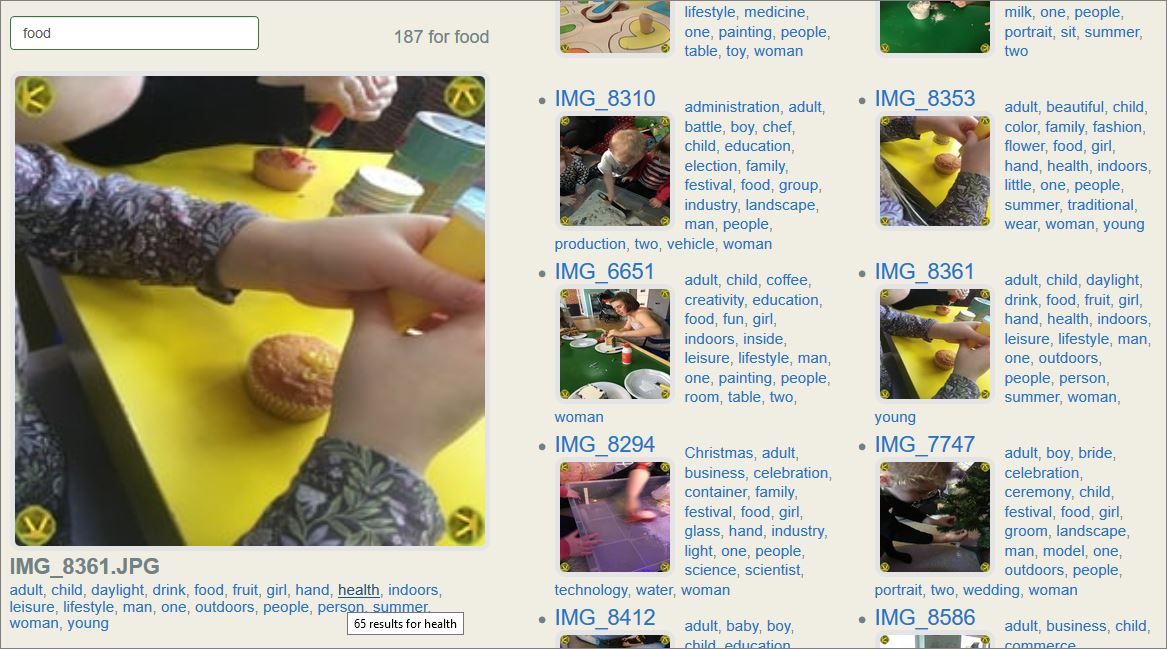 food
187 for food
IMG_8361.JPG
adult, child, daylight, drink, food, fruit, girl, hand, health, indoors,
leisure, lifestyle, man, one, outdoors, people, person, summer,
woman, young
65 results for health
lifestyle, medicine,
one, painting, people,
table, toy, woman
IMG_8310
administration, adult,
battle, boy, chef,
child, education,
election, family,
festival, food, group,
industry, landscape,
man, people,
production, two, vehicle, woman
IMG_6651
adult, child, coffee,
creativity, education,
food, fun, girl,
indoors, inside,
leisure, lifestyle, man,
one, painting, people,
room, table, two,
woman
IMG_8294
Christmas, adult,
business, celebration,
container, family,
festival, food, girl,
glass, hand, industry,
light, one, people,
science, scientist,
technology, water, woman
IMG_8412
adult, baby, boy,
child, education
milk, one, people,
portrait, sit, summer,
two
IMG_8353
adult, beautiful, child,
color, family, fashion,
flower, food, girl,
hand, health, indoors,
little, one, people,
summer, traditional,
wear, woman, young
IMG_8361
adult, child, daylight,
drink, food, fruit, girl,
hand, health, indoors,
leisure, lifestyle, man,
one, outdoors,
people, person,
summer, woman,
young
IMG_7747
adult, boy, bride,
celebration,
ceremony, child,
festival, food, girl,
groom, landscape,
man, model, one,
outdoors, people,
portrait, two, wedding, woman
IMG_8586
adult, business, child,
commerce